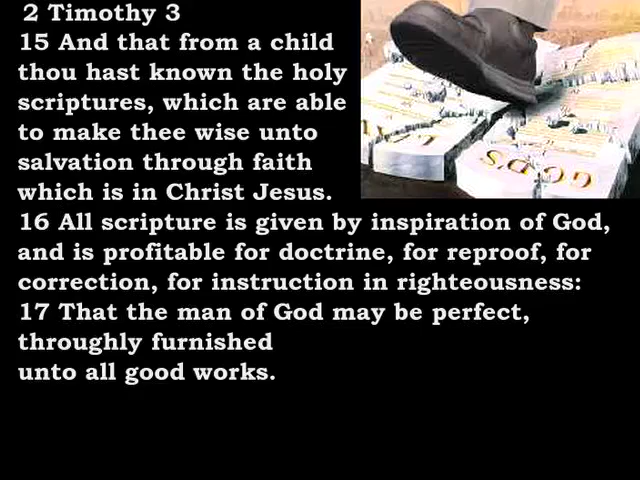 2 Timothy 3
15 And that from a child
thou hast known the holy
scriptures, which are able
to make thee wise unto
salvation through faith
which is in Christ Jesus.
16 All scripture is given by inspiration of God,
and is profitable for doctrine, for reproof, for
correction, for instruction in righteousness:
17 That the man of God may be perfect,
throughly furnished
unto all good works.
GOD'S